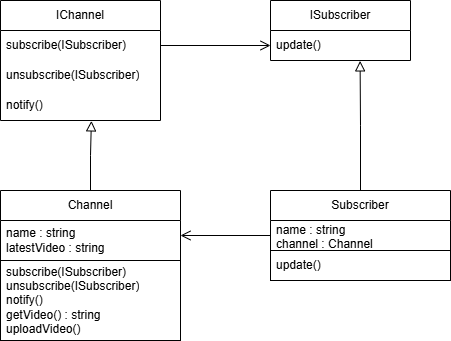 IChannel
subscribe(ISubscriber)
unsubscribe(ISubscriber)
notify()
ISubscriber
update()
Channel
name : string
latestVideo : string
subscribe(ISubscriber)
unsubscribe(ISubscriber)
notify()
getVideo() : string
uploadVideo()
Subscriber
name : string
channel : Channel
update()